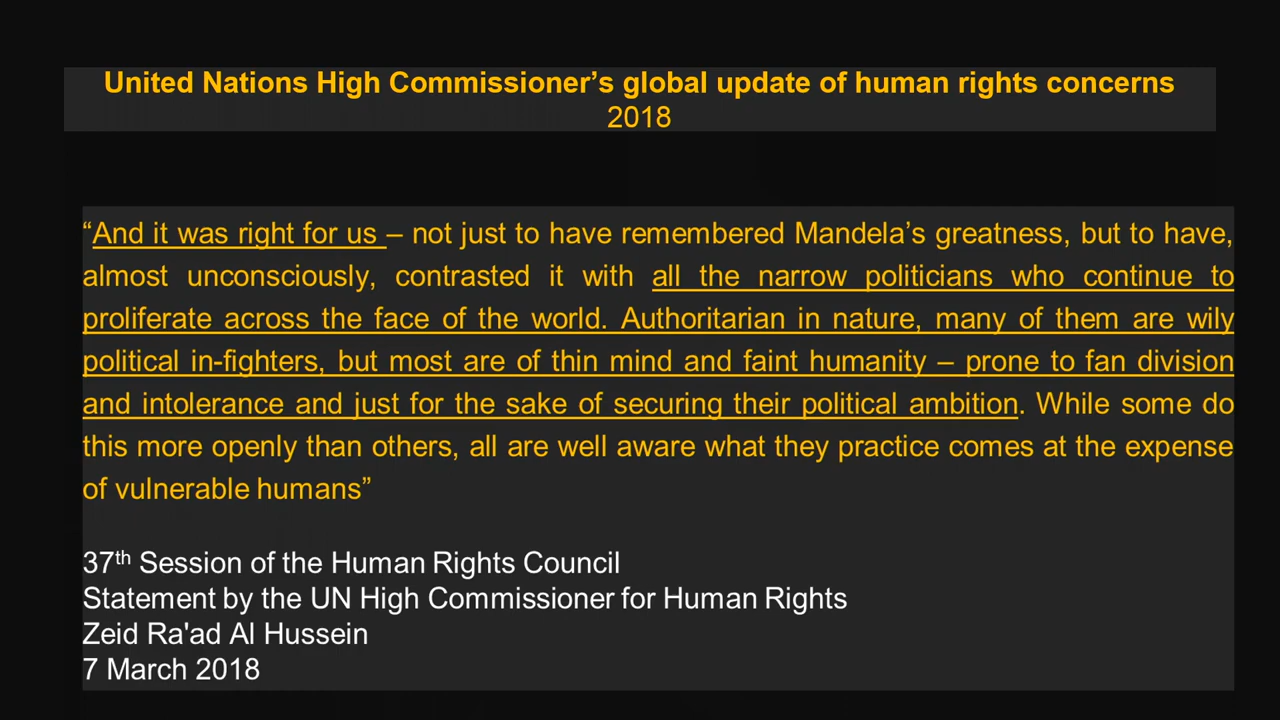 United Nations High Commissioner’s global update of human rights concerns
2018
“And it was right for us – not just to have remembered Mandela’s greatness, but to have,
almost unconsciously, contrasted it with all the narrow politicians who continue to
proliferate across the face of the world. Authoritarian in nature, many of them are wily
political in-fighters, but most are of thin mind and faint humanity – prone to fan division
and intolerance and just for the sake of securing their political ambition. While some do
this more openly than others, all are well aware what they practice comes at the expense
of vulnerable humans”
37th Session of the Human Rights Council
Statement by the UN High Commissioner for Human Rights
Zeid Ra'ad Al Hussein
7 March 2018